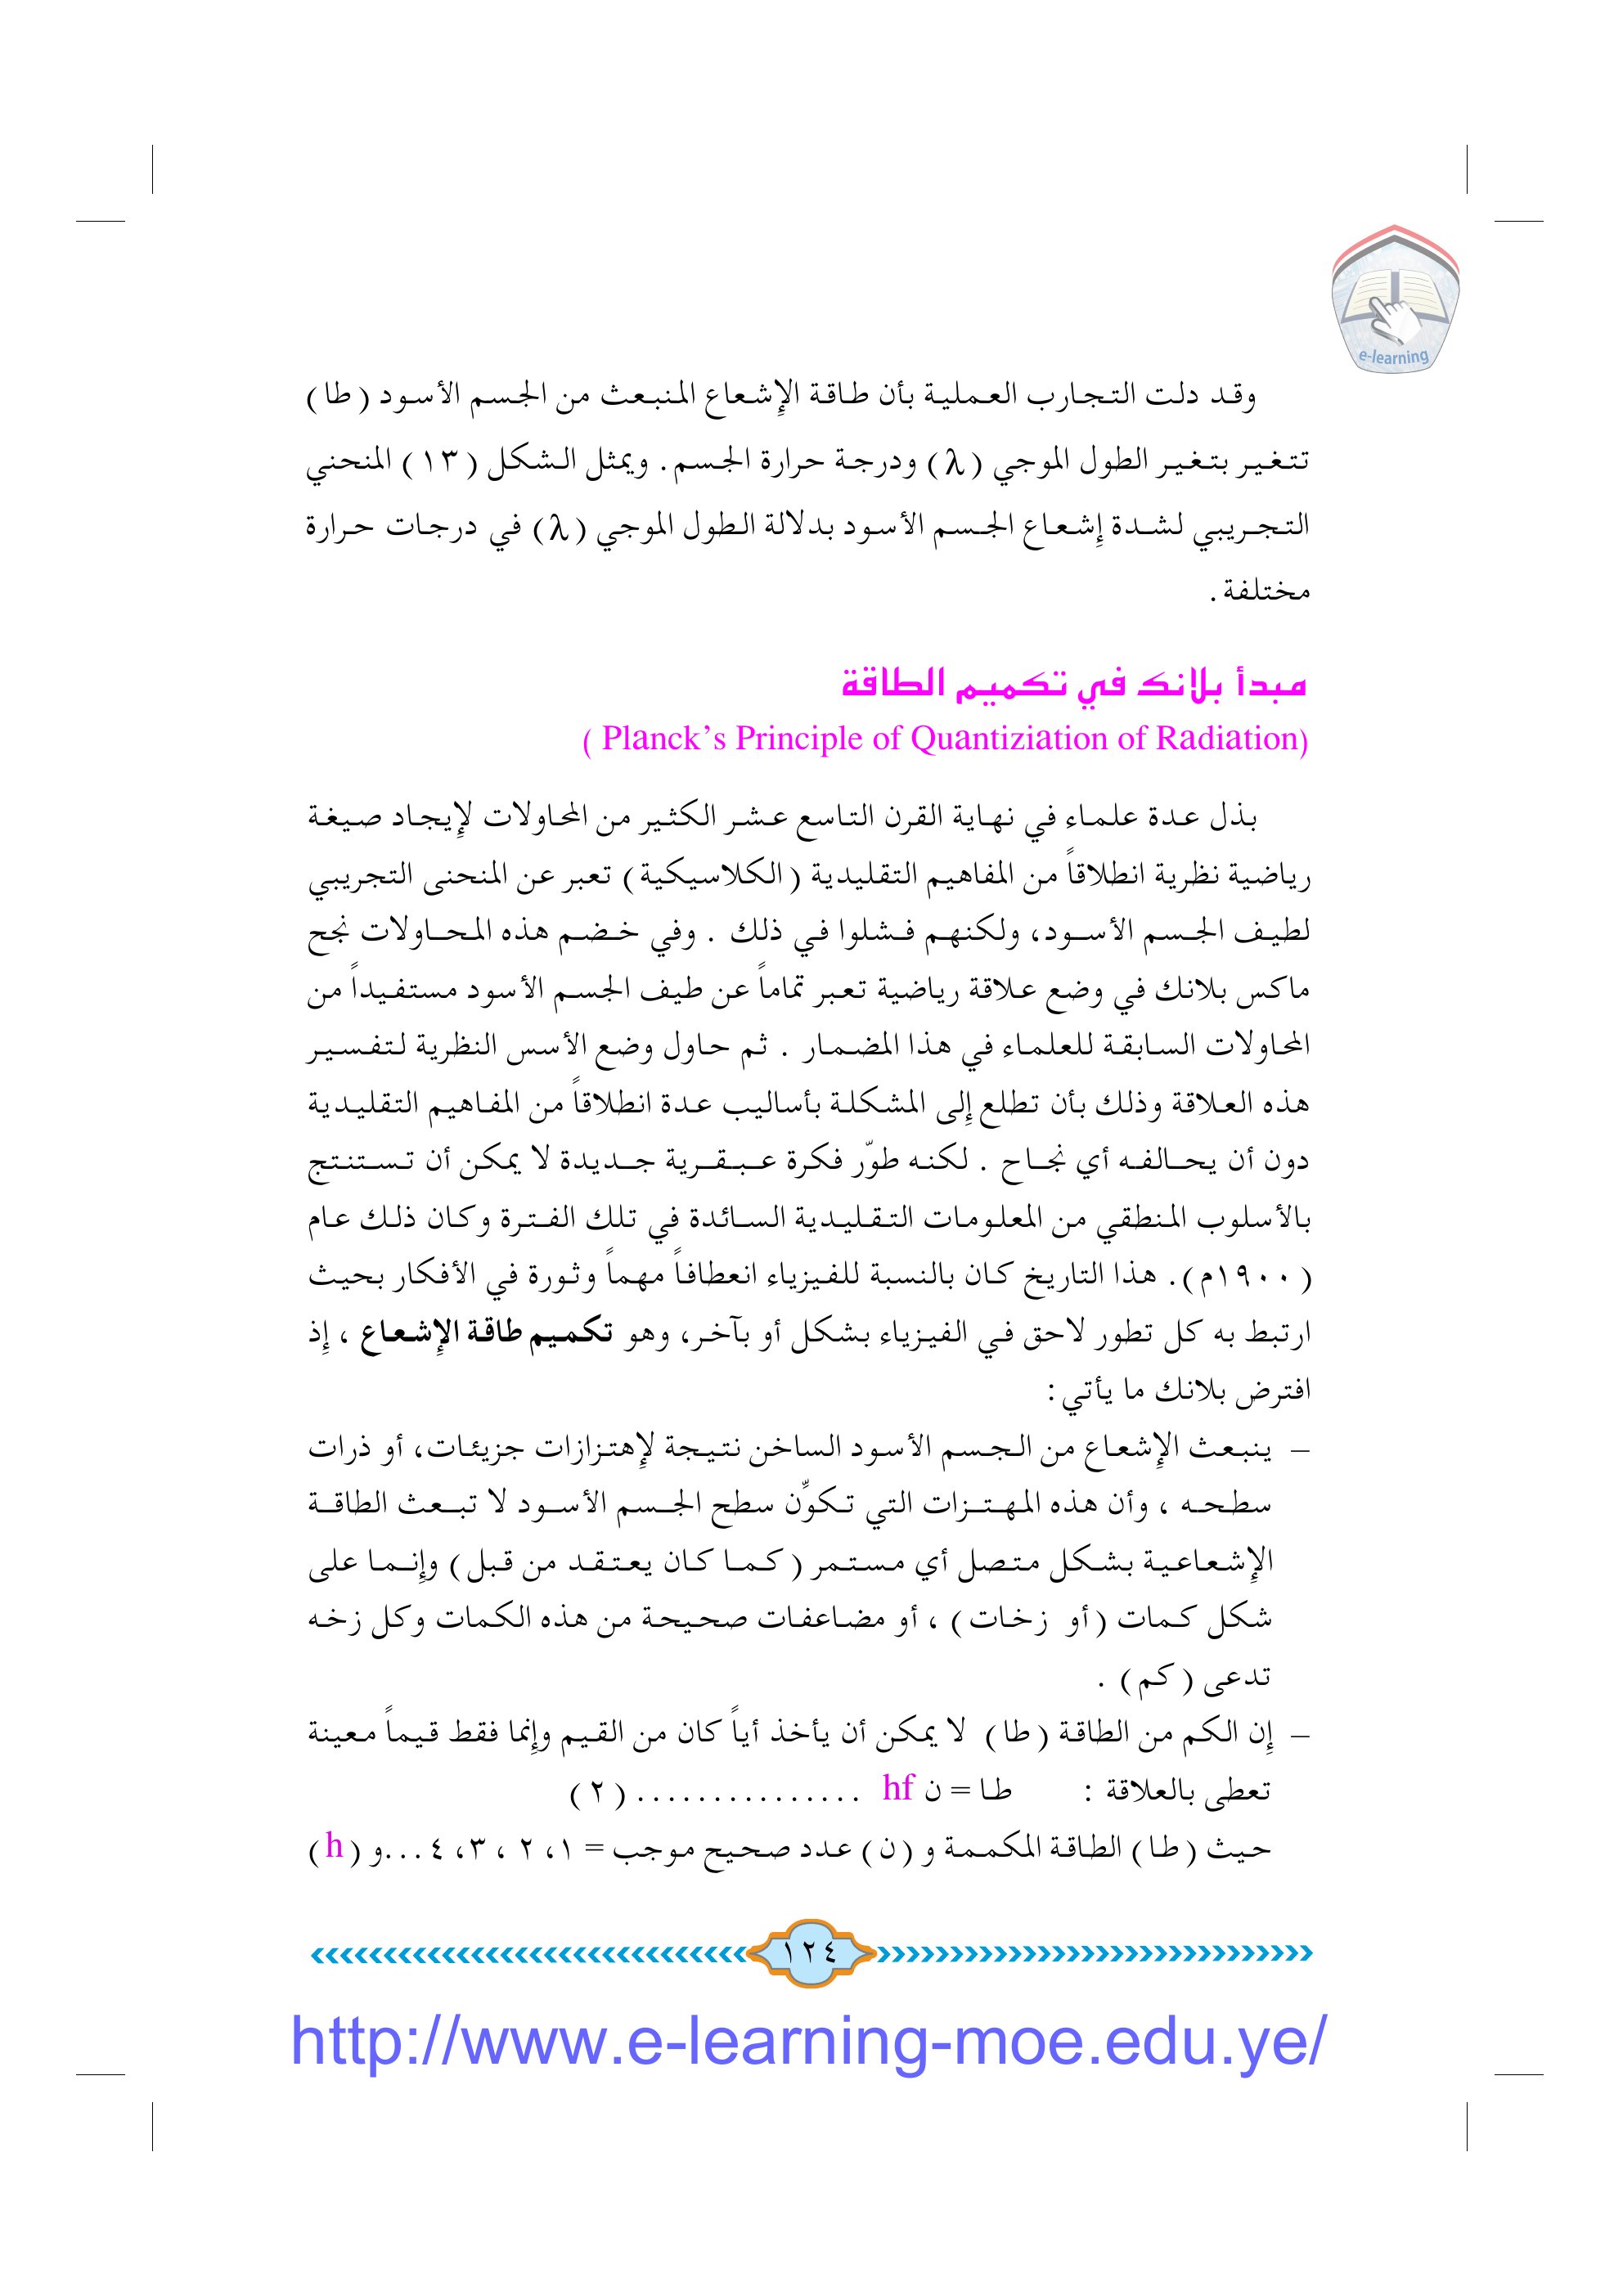 e-learning
وقد دلت التجارب العملية بأن طاقة الإشعاع المنبعث من الجسم الأسود ( طا )
تتغير بتغير الطول الموجي ( λ ) ودرجة حرارة الجسم. ويمثل الشكل ( ١٣ ) المنحني
التجريبي لشدة إشعاع الجسم الأسود بدلالة الطول الموجي ( λ ) في درجات حرارة
مختلفة .
مبدأ بلانك في تكميم الطاقة
( Planck’s Principle of Quantiziation of Radiation)
بذل عدة علماء في نهاية القرن التاسع عشر الكثير من المحاولات لإيجاد صيغة
رياضية نظرية انطلاقاً من المفاهيم التقليدية ( الكلاسيكية ) تعبر عن المنحنى التجريبي
لطيف الجسم الأسود، ولكنهم فشلوا في ذلك . وفي خضم هذه المحاولات نجح
ماكس بلانك في وضع علاقة رياضية تعبر تماماً عن طيف الجسم الأسود مستفيداً من
المحاولات السابقة للعلماء في هذا المضمار . ثم حاول وضع الأسس النظرية لتفسير
هذه العلاقة وذلك بأن تطلع إلى المشكلة بأساليب عدة انطلاقاً من المفاهيم التقليدية
دون أن يحالفه أي نجاح . لكنه طوّر فكرة عبقرية جديدة لا يمكن أن تستنتج
بالأسلوب المنطقي من المعلومات التقليدية السائدة في تلك الفترة وكان ذلك عام
( ١٩٠٠م ). هذا التاريخ كان بالنسبة للفيزياء انعطافاً مهماً وثورة في الأفكار بحيث
ارتبط به كل تطور لاحق في الفيزياء بشكل أو بآخر، وهو تكميم طاقة الإشعاع ، إذ
افترض بلانك ما يأتي :
– ينبعث الإشعاع من الجسم الأسود الساخن نتيجة لإهتزازات جزيئات، أو ذرات
سطحه ، وأن هذه المهتزات التي تكوِّن سطح الجسم الأسود لا تبعث الطاقة
الإشعاعية بشكل متصل أي مستمر ( كما كان يعتقد من قبل ) وإنما على
شكل كمات ( أو زخات ) ، أو مضاعفات صحيحة من هذه الكمات وكل زخه
تدعى ( كم ) .
– إن الكم من الطاقة ( طا ) لا يمكن أن يأخذ أياً كان من القيم وإنما فقط قيماً معينة
تعطى بالعلاقة : طا = ن hf ............... ( ٢ )
حيث ( طا ) الطاقة المكممة و ( ن ) عدد صحيح موجب = ١، ٢ ، ٣، ٤ ...و ( h )
١٢٤
http://www.e-learning-moe.edu.ye/